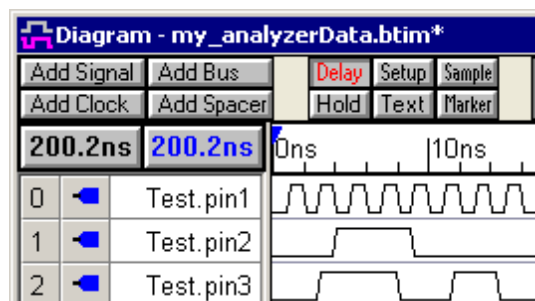 Diagram - my_analyzerData.btim*
Add Signal Add Bus Delay Setup Sample
Add Clock Add Spacer Hold Text Marker
200.2ns 200.2ns 0ns 10ns
0 Test.pin1
1 Test.pin2
2 Test.pin3